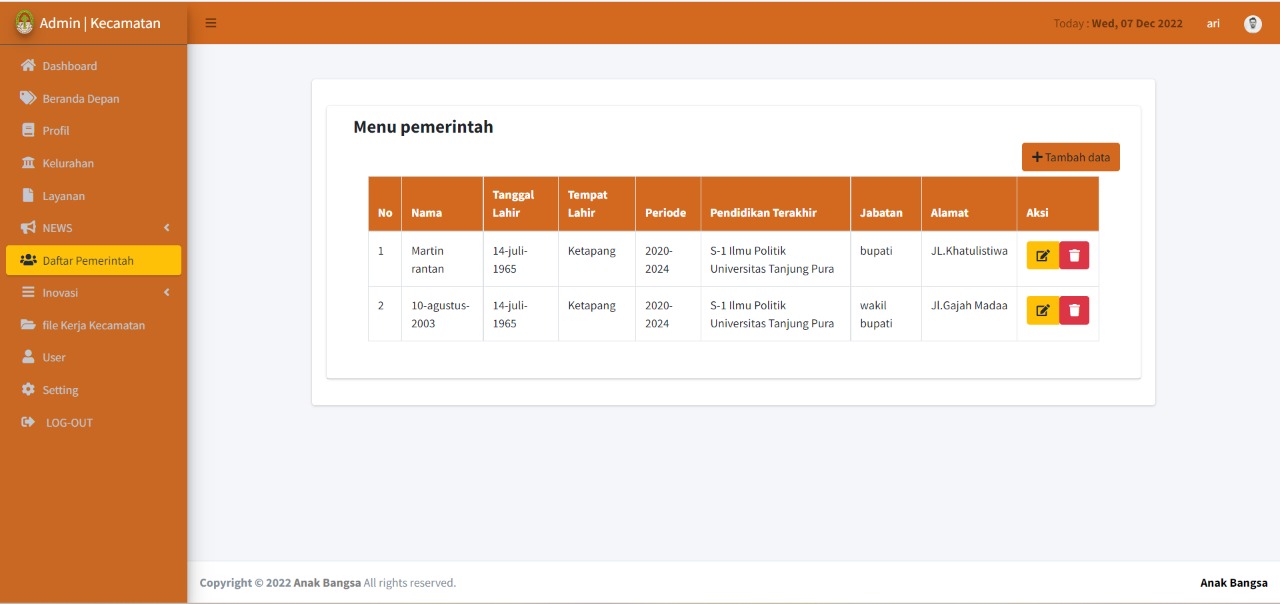 Admin | Kecamatan
Today : Wed, 07 Dec 2022
ari
Dashboard
Beranda Depan
Profil
Kelurahan
Layanan
NEWS
Daftar Pemerintah
Inovasi
file Kerja Kecamatan
User
Setting
LOG-OUT
Menu pemerintah
Tambah data
No Nama Tanggal Lahir Tempat Lahir Periode Pendidikan Terakhir Jabatan Alamat Aksi
1 Martin rantan 14-juli-1965 Ketapang 2020-2024 S-1 Ilmu Politik Universitas Tanjung Pura bupati JL.Khatulistiwa
2 10-agustus-2003 14-juli-1965 Ketapang 2020-2024 S-1 Ilmu Politik Universitas Tanjung Pura wakil bupati Jl.Gajah Madaa
Copyright © 2022 Anak Bangsa All rights reserved.
Anak Bangsa